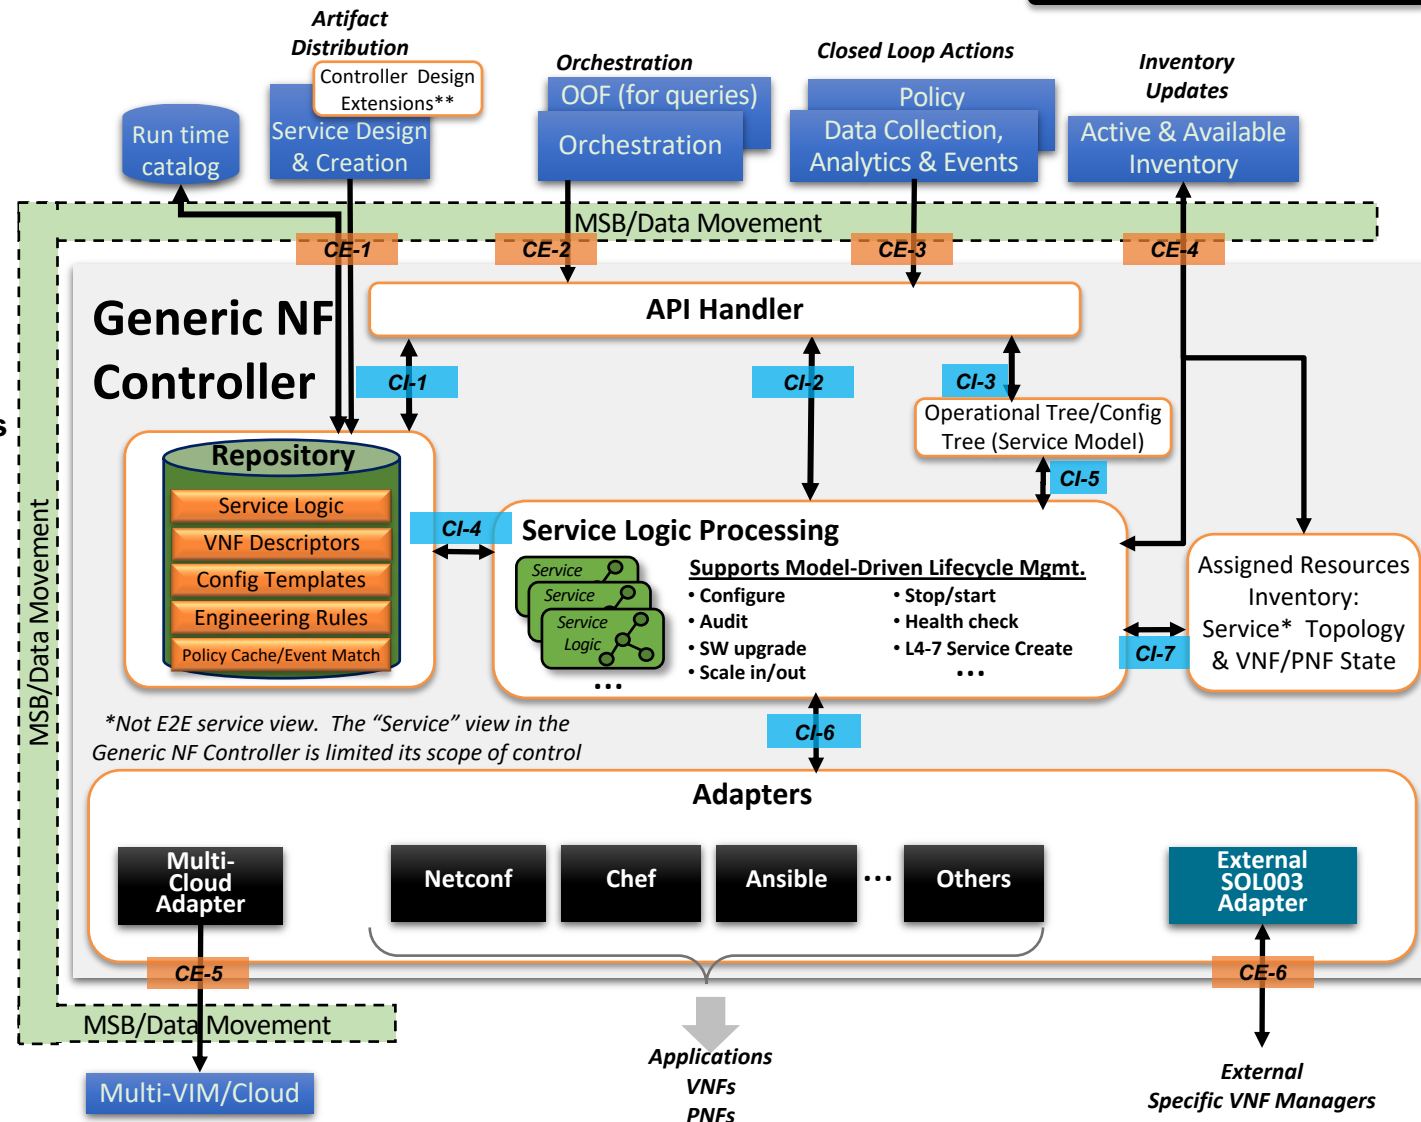 Artifact
Distribution
Controller Design
Extensions**
Service Design
& Creation
Run time
catalog
Orchestration
OOF (for queries)
Orchestration
Closed Loop Actions
Policy
Data Collection,
Analytics & Events
Inventory
Updates
Active & Available
Inventory
MSB/Data Movement
CE-1
CE-2
CE-3
CE-4
Generic NF
Controller
API Handler
CI-1
CI-2
CI-3
s
Operational Tree/Config
Tree (Service Model)
CI-5
Repository
Service Logic
VNF Descriptors
Config Templates
Engineering Rules
Policy Cache/Event Match
CI-4
Service Logic Processing
Service
Service
Service
Logic
...
Supports Model-Driven Lifecycle Mgmt.
• Configure
• Audit
• SW upgrade
• Scale in/out
• Stop/start
• Health check
• L4-7 Service Create
...
CI-7
Assigned Resources
Inventory:
Service* Topology
& VNF/PNF State
MSB/Data Movement
*Not E2E service view. The “Service” view in the
Generic NF Controller is limited its scope of control
CI-6
Adapters
Multi-
Cloud
Adapter
Netconf
Chef
Ansible
...
Others
External
SOL003
Adapter
CE-5
CE-6
MSB/Data Movement
Multi-VIM/Cloud
Applications
VNFs
PNFs
External
Specific VNF Managers